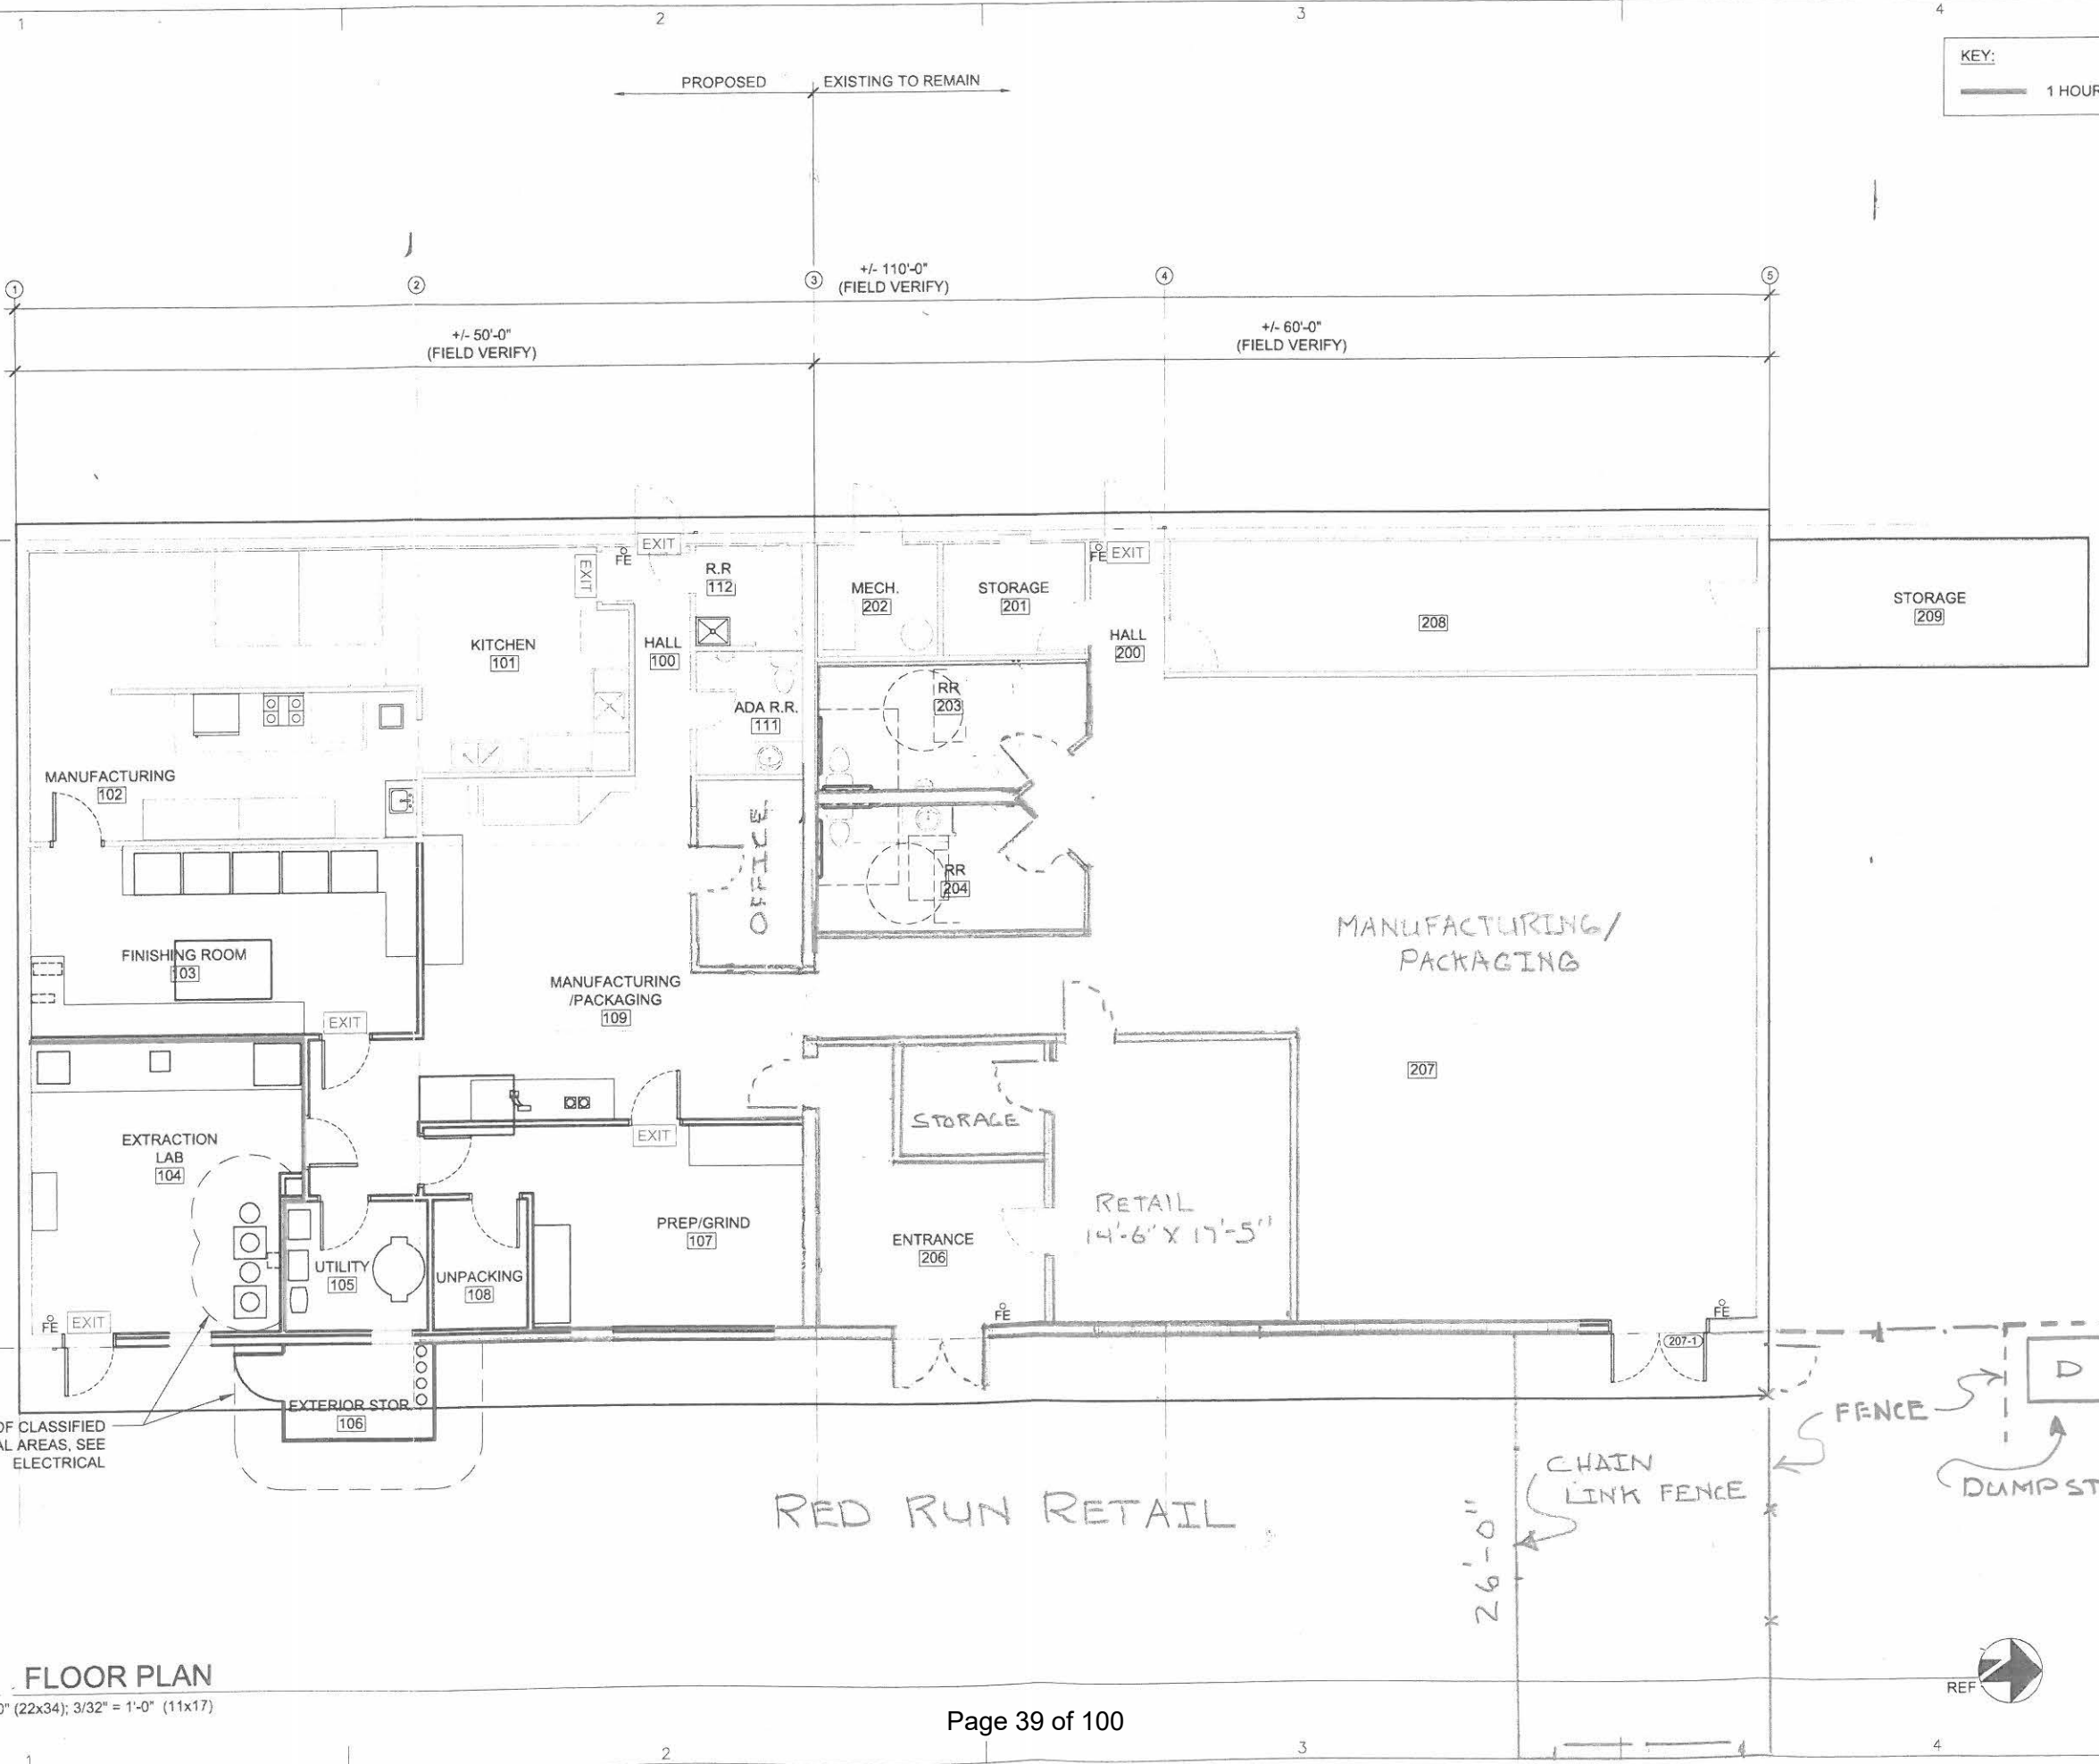 1 2 3 4
KEY:
1 HOUR
PROPOSED EXISTING TO REMAIN
1 2 3 4 5
+/- 110'-0"
(FIELD VERIFY)
+/- 50'-0"
(FIELD VERIFY)
+/- 60'-0"
(FIELD VERIFY)
EXIT
FE
EXIT
R.R
112
MECH.
202
STORAGE
201
FE EXIT
HALL
200
208
STORAGE
209
KITCHEN
101
HALL
100
ADA R.R.
111
RR
203
MANUFACTURING
102
OFFICE
RR
204
MANUFACTURING/
PACKAGING
FINISHING ROOM
103
MANUFACTURING
/PACKAGING
109
EXIT
207
EXTRACTION
LAB
104
EXIT
STORAGE
RETAIL
14'-6" X 17'-5"
PREP/GRIND
107
ENTRANCE
206
UTILITY
105
UNPACKING
108
FE EXIT
FE
FE
207-1
D
EXTERIOR STOR.
106
OF CLASSIFIED
AL AREAS, SEE
ELECTRICAL
FENCE
CHAIN
LINK FENCE
DUMPST
RED RUN RETAIL
26'-0"
FLOOR PLAN
0" (22x34); 3/32" = 1'-0" (11x17)
REF
Page 39 of 100
1 2 3 4